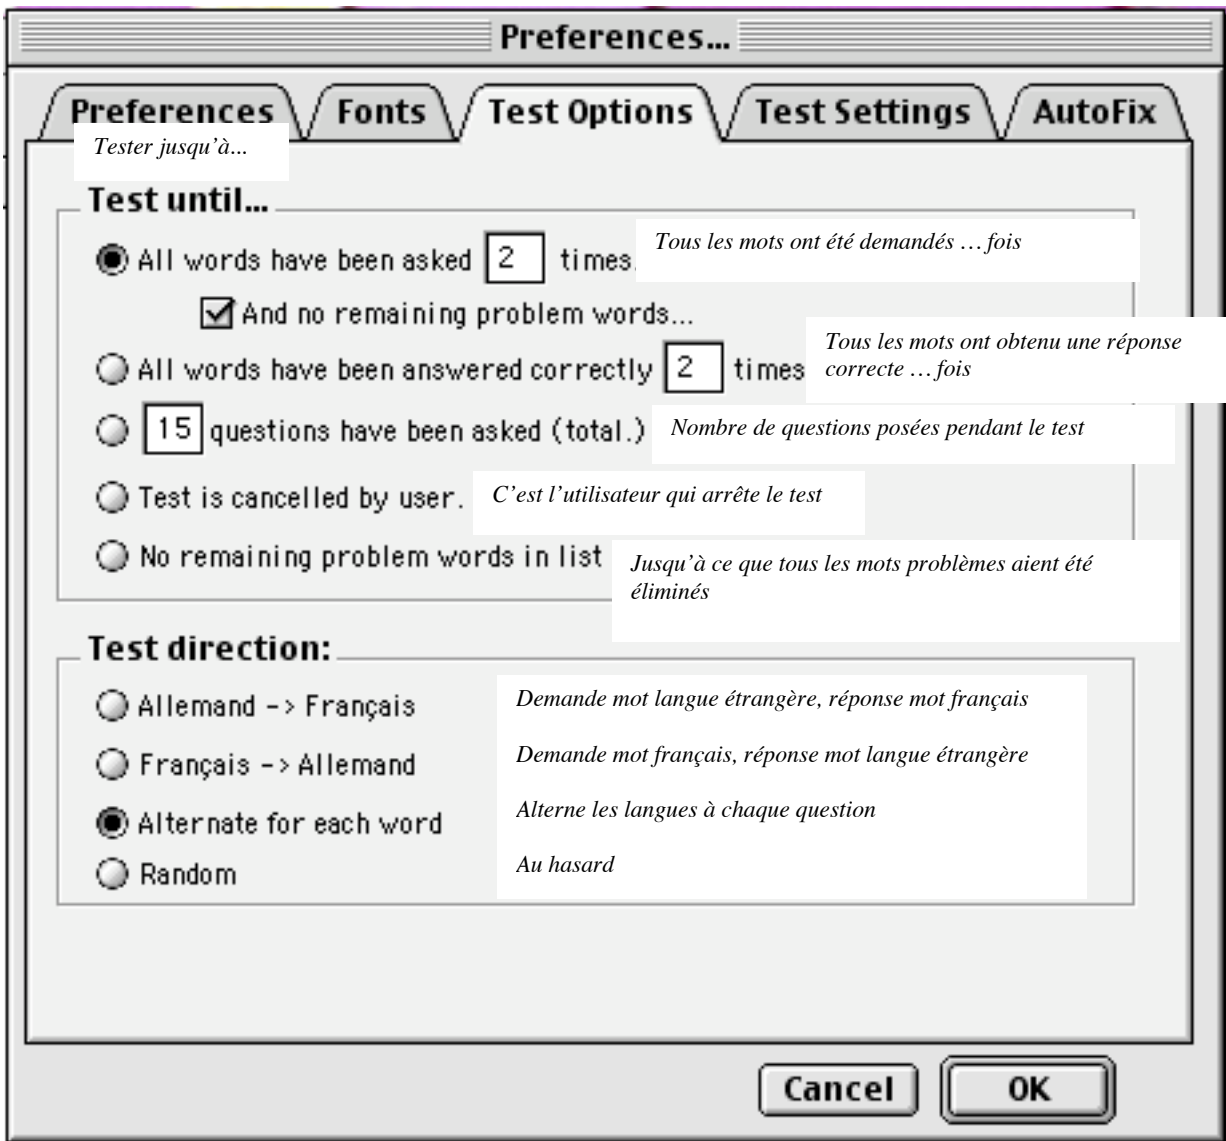 Preferences...
Preferences Fonts Test Options Test Settings AutoFix
Tester jusqu'à...
Test until...
All words have been asked 2 times. Tous les mots ont été demandés … fois
And no remaining problem words...
All words have been answered correctly 2 times Tous les mots ont obtenu une réponse
correcte … fois
15 questions have been asked (total.) Nombre de questions posées pendant le test
Test is cancelled by user. C'est l'utilisateur qui arrête le test
No remaining problem words in list Jusqu'à ce que tous les mots problèmes aient été
éliminés
Test direction:
Allemand -> Français Demande mot langue étrangère, réponse mot français
Français -> Allemand Demande mot français, réponse mot langue étrangère
Alternate for each word Alterne les langues à chaque question
Random Au hasard
Cancel OK